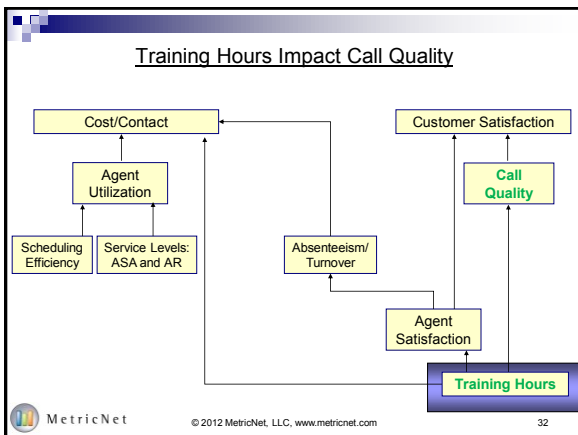 Training Hours Impact Call Quality
Cost/Contact
Customer Satisfaction
Agent
Utilization
Call
Quality
Scheduling
Efficiency
Service Levels:
ASA and AR
Absenteeism/
Turnover
Agent
Satisfaction
Training Hours
MetricNet
© 2012 MetricNet, LLC, www.metricnet.com
32